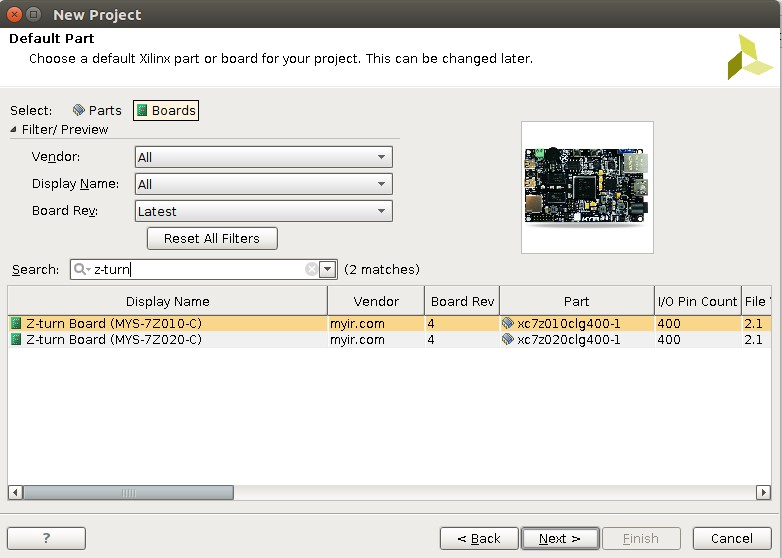 New Project
Default Part
Choose a default Xilinx part or board for your project. This can be changed later.
Select: Parts Boards
Filter/ Preview
Vendor: All
Display Name: All
Board Rev: Latest
Reset All Filters
Search: z-turn (2 matches)
Display Name Vendor Board Rev Part I/O Pin Count File
Z-turn Board (MYS-7Z010-C) myir.com 4 xc7z010clg400-1 400 2.1
Z-turn Board (MYS-7Z020-C) myir.com 4 xc7z020clg400-1 400 2.1
? < Back Next > Finish Cancel